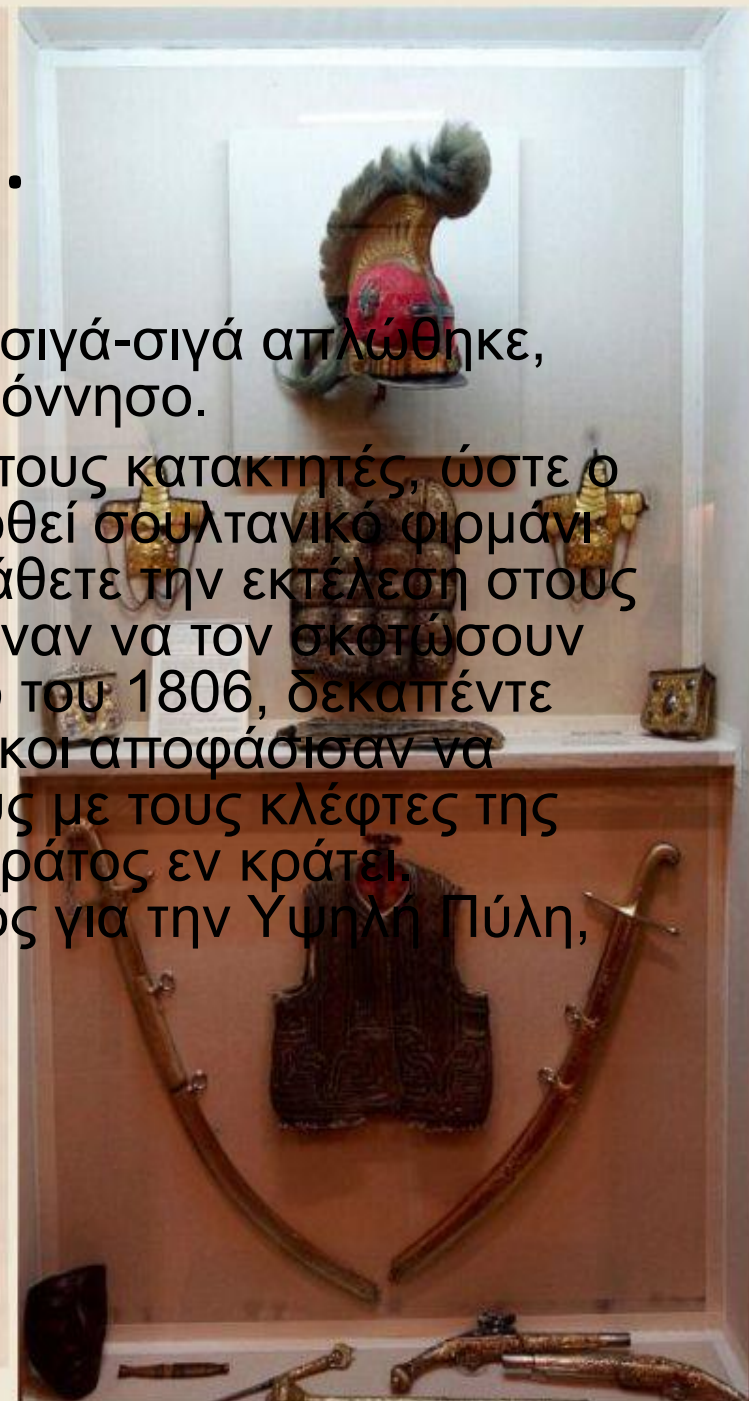 .
σιγά-σιγά απλώθηκε,
όννησο.
τους κατακτητές, ώστε ο
θεί σουλτανικό φιρμάνι
άθετε την εκτέλεση στους
ναν να τον σκοτώσουν
του 1806, δεκαπέντε
κοι αποφάσισαν να
ς με τους κλέφτες της
ράτος εν κράτει.
ος για την Υψηλή Πύλη,